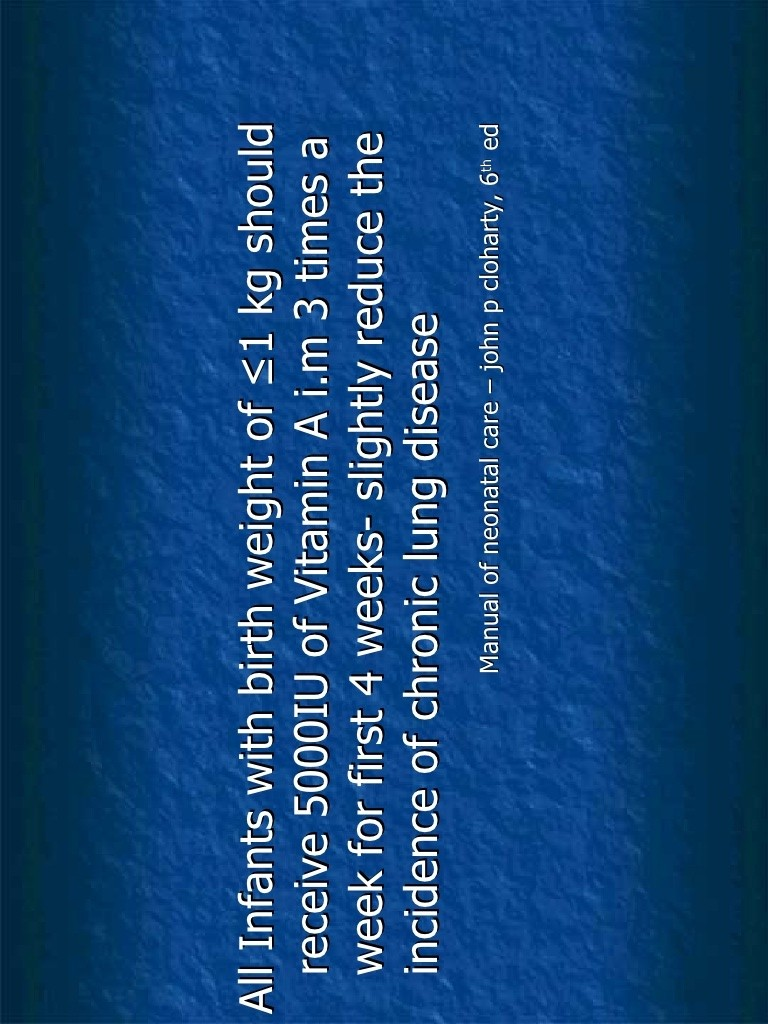 All Infants with birth weight of ≤1 kg should
receive 5000IU of Vitamin A i.m 3 times a
week for first 4 weeks- slightly reduce the
incidence of chronic lung disease
Manual of neonatal care – john p cloharty, 6th ed